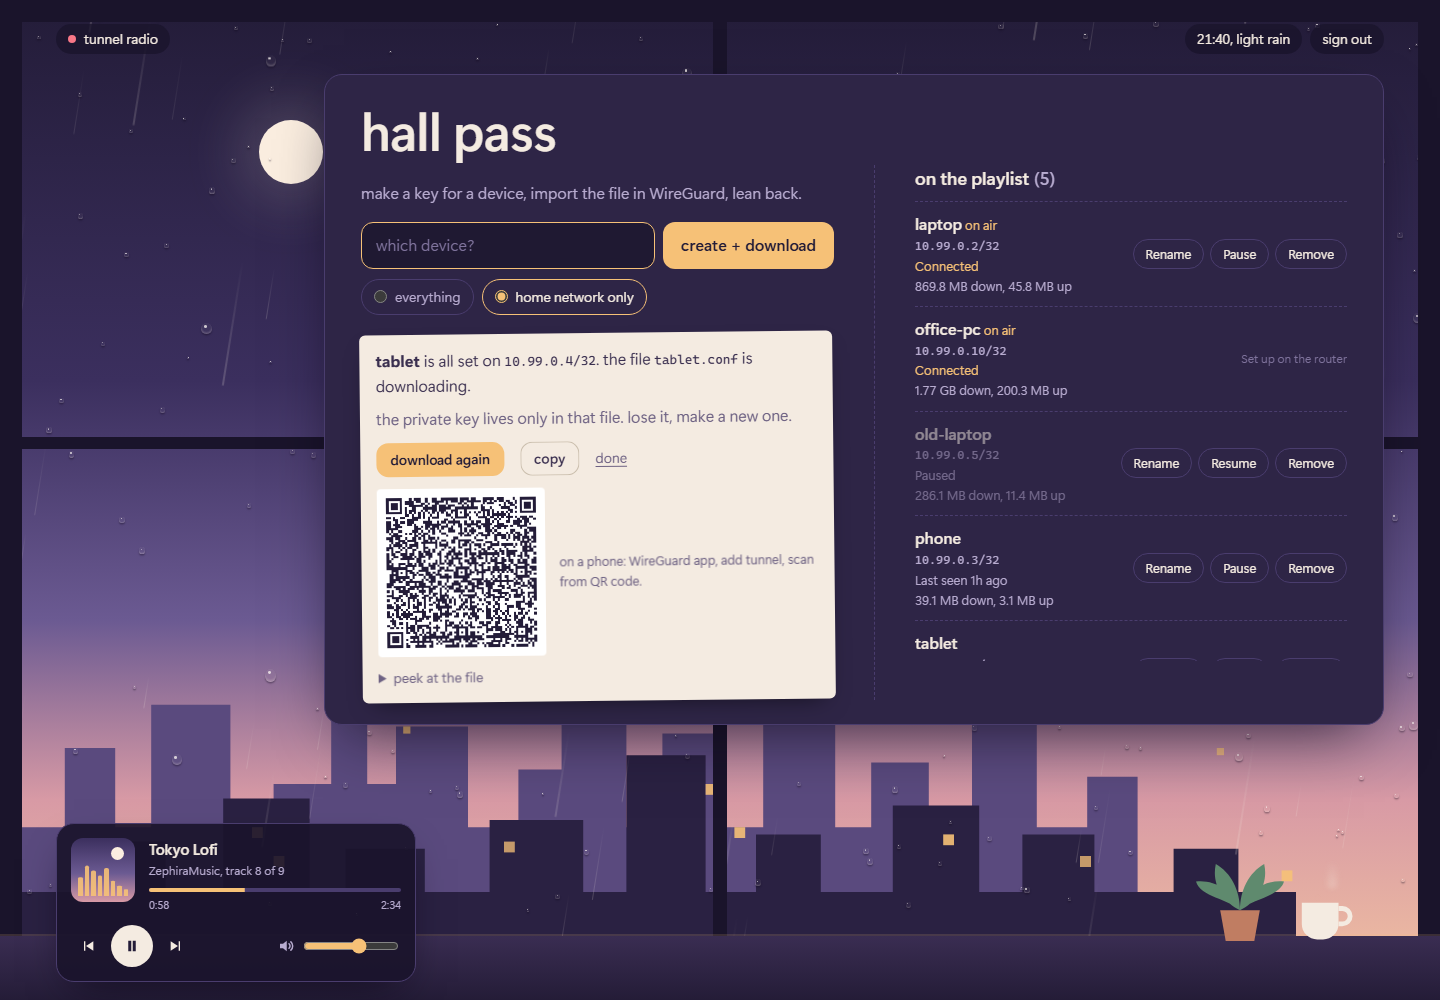 tunnel radio
21:40, light rain
sign out
hall pass
make a key for a device, import the file in WireGuard, lean back.
which device?
create + download
everything
home network only
tablet is all set on 10.99.0.4/32. the file tablet.conf is
downloading.
the private key lives only in that file. lose it, make a new one.
download again
copy
done
on a phone: WireGuard app, add tunnel, scan
from QR code.
peek at the file
on the playlist (5)
laptop on air
10.99.0.2/32
Connected
869.8 MB down, 45.8 MB up
Rename
Pause
Remove
office-pc on air
10.99.0.10/32
Connected
1.77 GB down, 200.3 MB up
Set up on the router
old-laptop
10.99.0.5/32
Paused
286.1 MB down, 11.4 MB up
Rename
Resume
Remove
phone
10.99.0.3/32
Last seen 1h ago
39.1 MB down, 3.1 MB up
Rename
Pause
Remove
tablet
Tokyo Lofi
ZephiraMusic, track 8 of 9
0:58
2:34